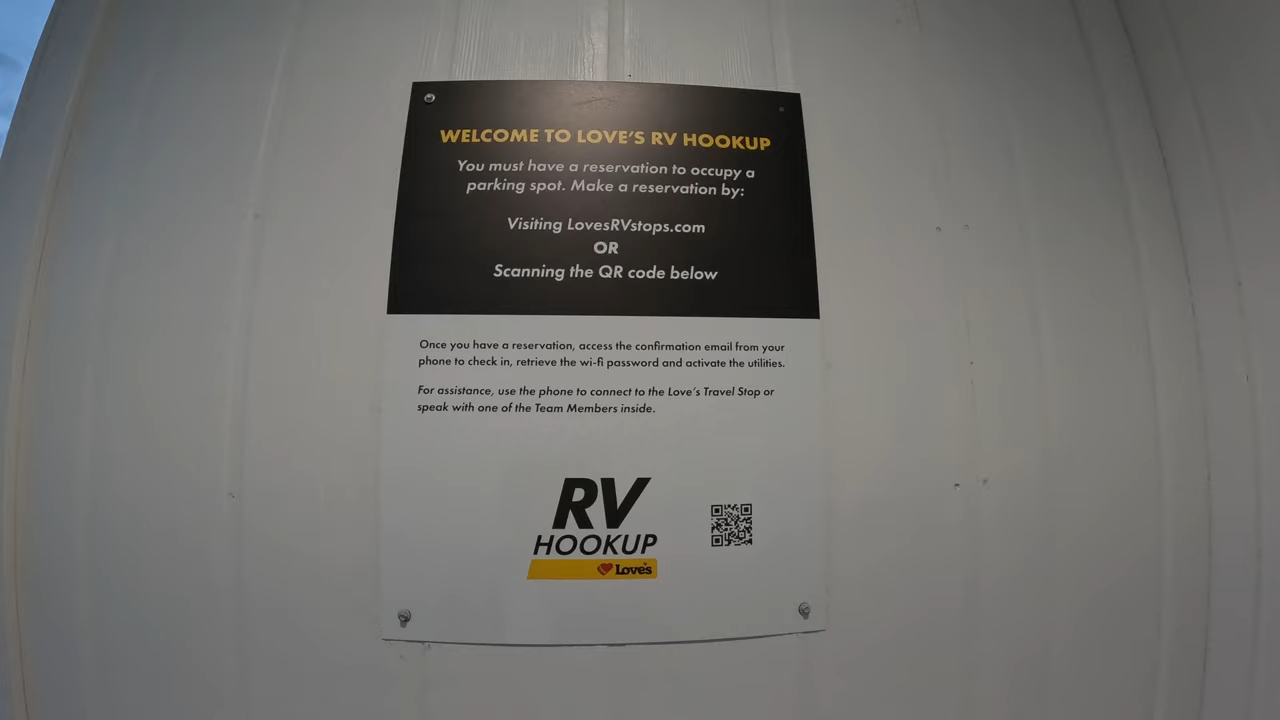 WELCOME TO LOVE'S RV HOOKUP
You must have a reservation to occupy a
parking spot. Make a reservation by:
Visiting LovesRVstops.com
OR
Scanning the QR code below
Once you have a reservation, access the confirmation email from your
phone to check in, retrieve the wi-fi password and activate the utilities.
For assistance, use the phone to connect to the Love's Travel Stop or
speak with one of the Team Members inside.
RV
HOOKUP
Love's